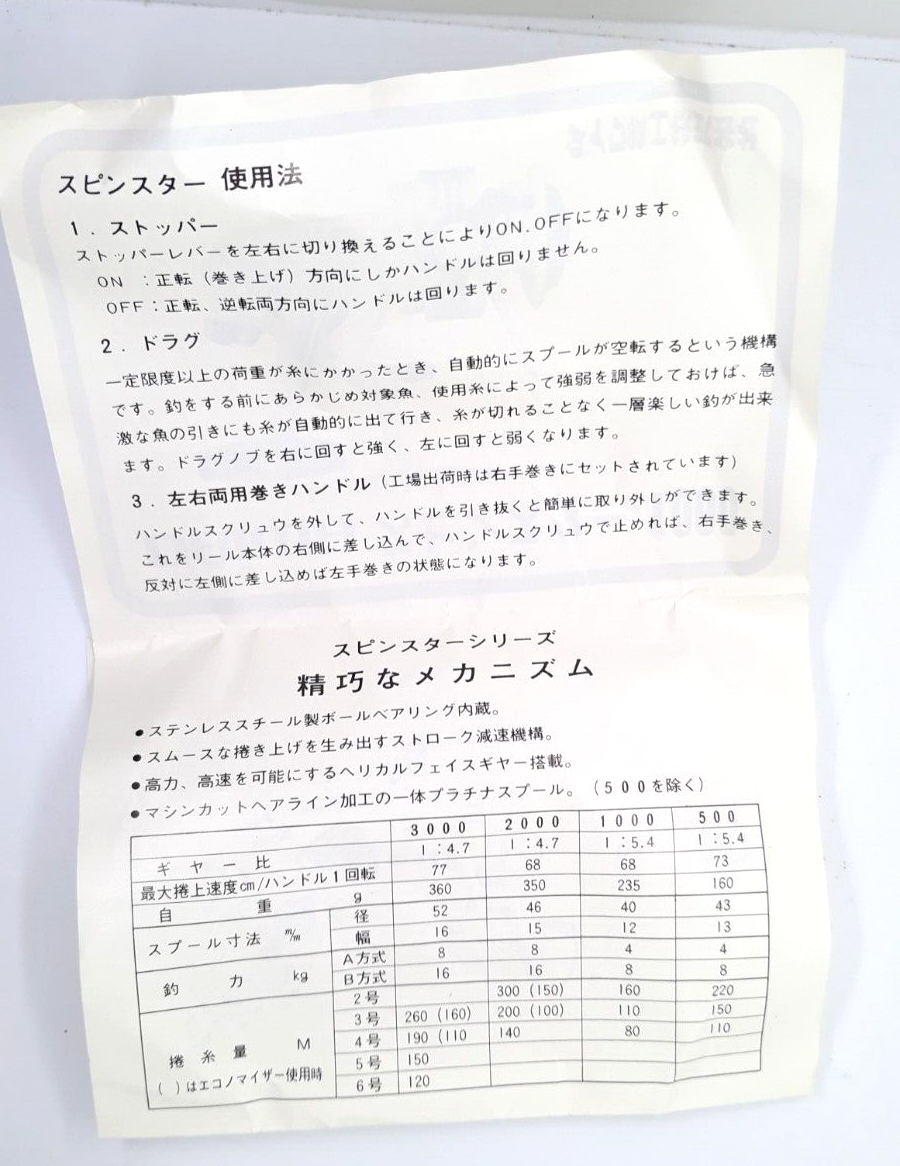 スピンスター 使用法
1．ストッパー
ストッパーレバーを左右に切り換えることによりON.OFFになります。
ON ：正転（巻き上げ）方向にしかハンドルは回りません。
OFF：正転、逆転両方向にハンドルは回ります。
2．ドラグ
一定限度以上の荷重が糸にかかったとき、自動的にスプールが空転するという機構
です。釣をする前にあらかじめ対象魚、使用糸によって強弱を調整しておけば、急
激な魚の引きにも糸が自動的に出て行き、糸が切れることなく一層楽しい釣が出来
ます。ドラグノブを右に回すと強く、左に回すと弱くなります。
3．左右両用巻きハンドル（工場出荷時は右手巻きにセットされています）
ハンドルスクリュウを外して、ハンドルを引き抜くと簡単に取り外しができます。
これをリール本体の右側に差し込んで、ハンドルスクリュウで止めれば、右手巻き、
反対に左側に差し込めば左手巻きの状態になります。
スピンスターシリーズ
精巧なメカニズム
●ステンレススチール製ボールベアリング内蔵。
●スムースな捲き上げを生み出すストローク減速機構。
●高力、高速を可能にするヘリカルフェイスギヤー搭載。
●マシンカットヘアライン加工の一体プラチナスプール。（500を除く）
3000 2000 1000 500
ギヤー比 1：4.7 1：4.7 1：5.4 1：5.4
最大捲上速度cm/ハンドル1回転 77 68 68 73
自重 g 360 350 235 160
スプール寸法 m/m 径 52 46 40 43
幅 16 15 12 13
釣力 kg A方式 8 8 4 4
B方式 16 16 8 8
捲糸量 M 2号 300（150） 160 220
3号 260（160） 200（100） 110 150
4号 190（110 140 80 110
5号 150
（ ）はエコノマイザー使用時 6号 120